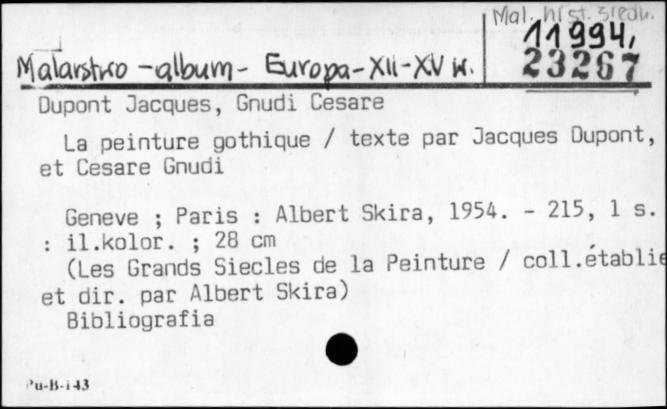 Mal. hist. średn.
11994,
Malarstwo - album - Europa - XII - XV w.
23267
Dupont Jacques, Gnudi Cesare
La peinture gothique / texte par Jacques Dupont,
et Cesare Gnudi
Geneve ; Paris : Albert Skira, 1954. - 215, 1 s.
: il.kolor. ; 28 cm
(Les Grands Siecles de la Peinture / coll.établie
et dir. par Albert Skira)
Bibliografia
Pu-B-143